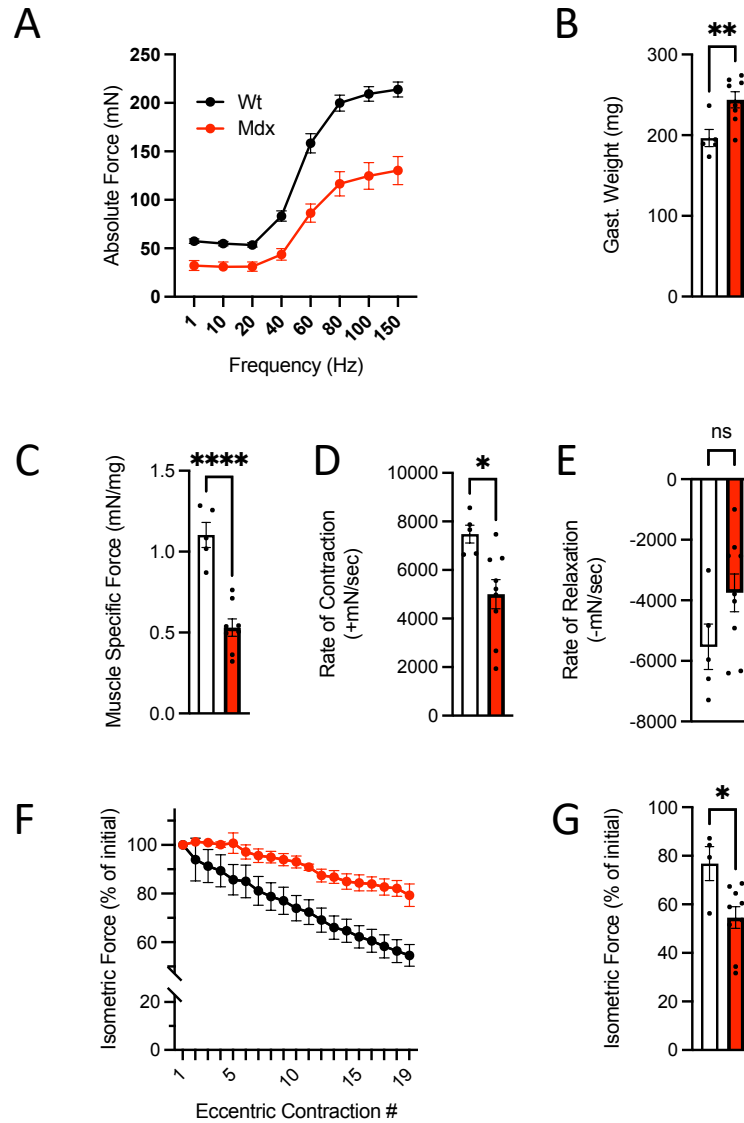 A
Absolute Force (mN)
250
200
150
100
50
0
Wt
Mdx
1
10
20
40
60
80
100
150
Frequency (Hz)
B
**
Gast. Weight (mg)
300
200
100
0
C
****
Muscle Specific Force (mN/mg)
1.5
1.0
0.5
0.0
D
*
Rate of Contraction
(+mN/sec)
10000
8000
6000
4000
2000
0
E
ns
Rate of Relaxation
(-mN/sec)
0
-2000
-4000
-6000
-8000
F
Isometric Force (% of initial)
100
80
60
20
0
1
5
10
15
19
Eccentric Contraction #
G
*
Isometric Force (% of initial)
100
80
60
40
20
0